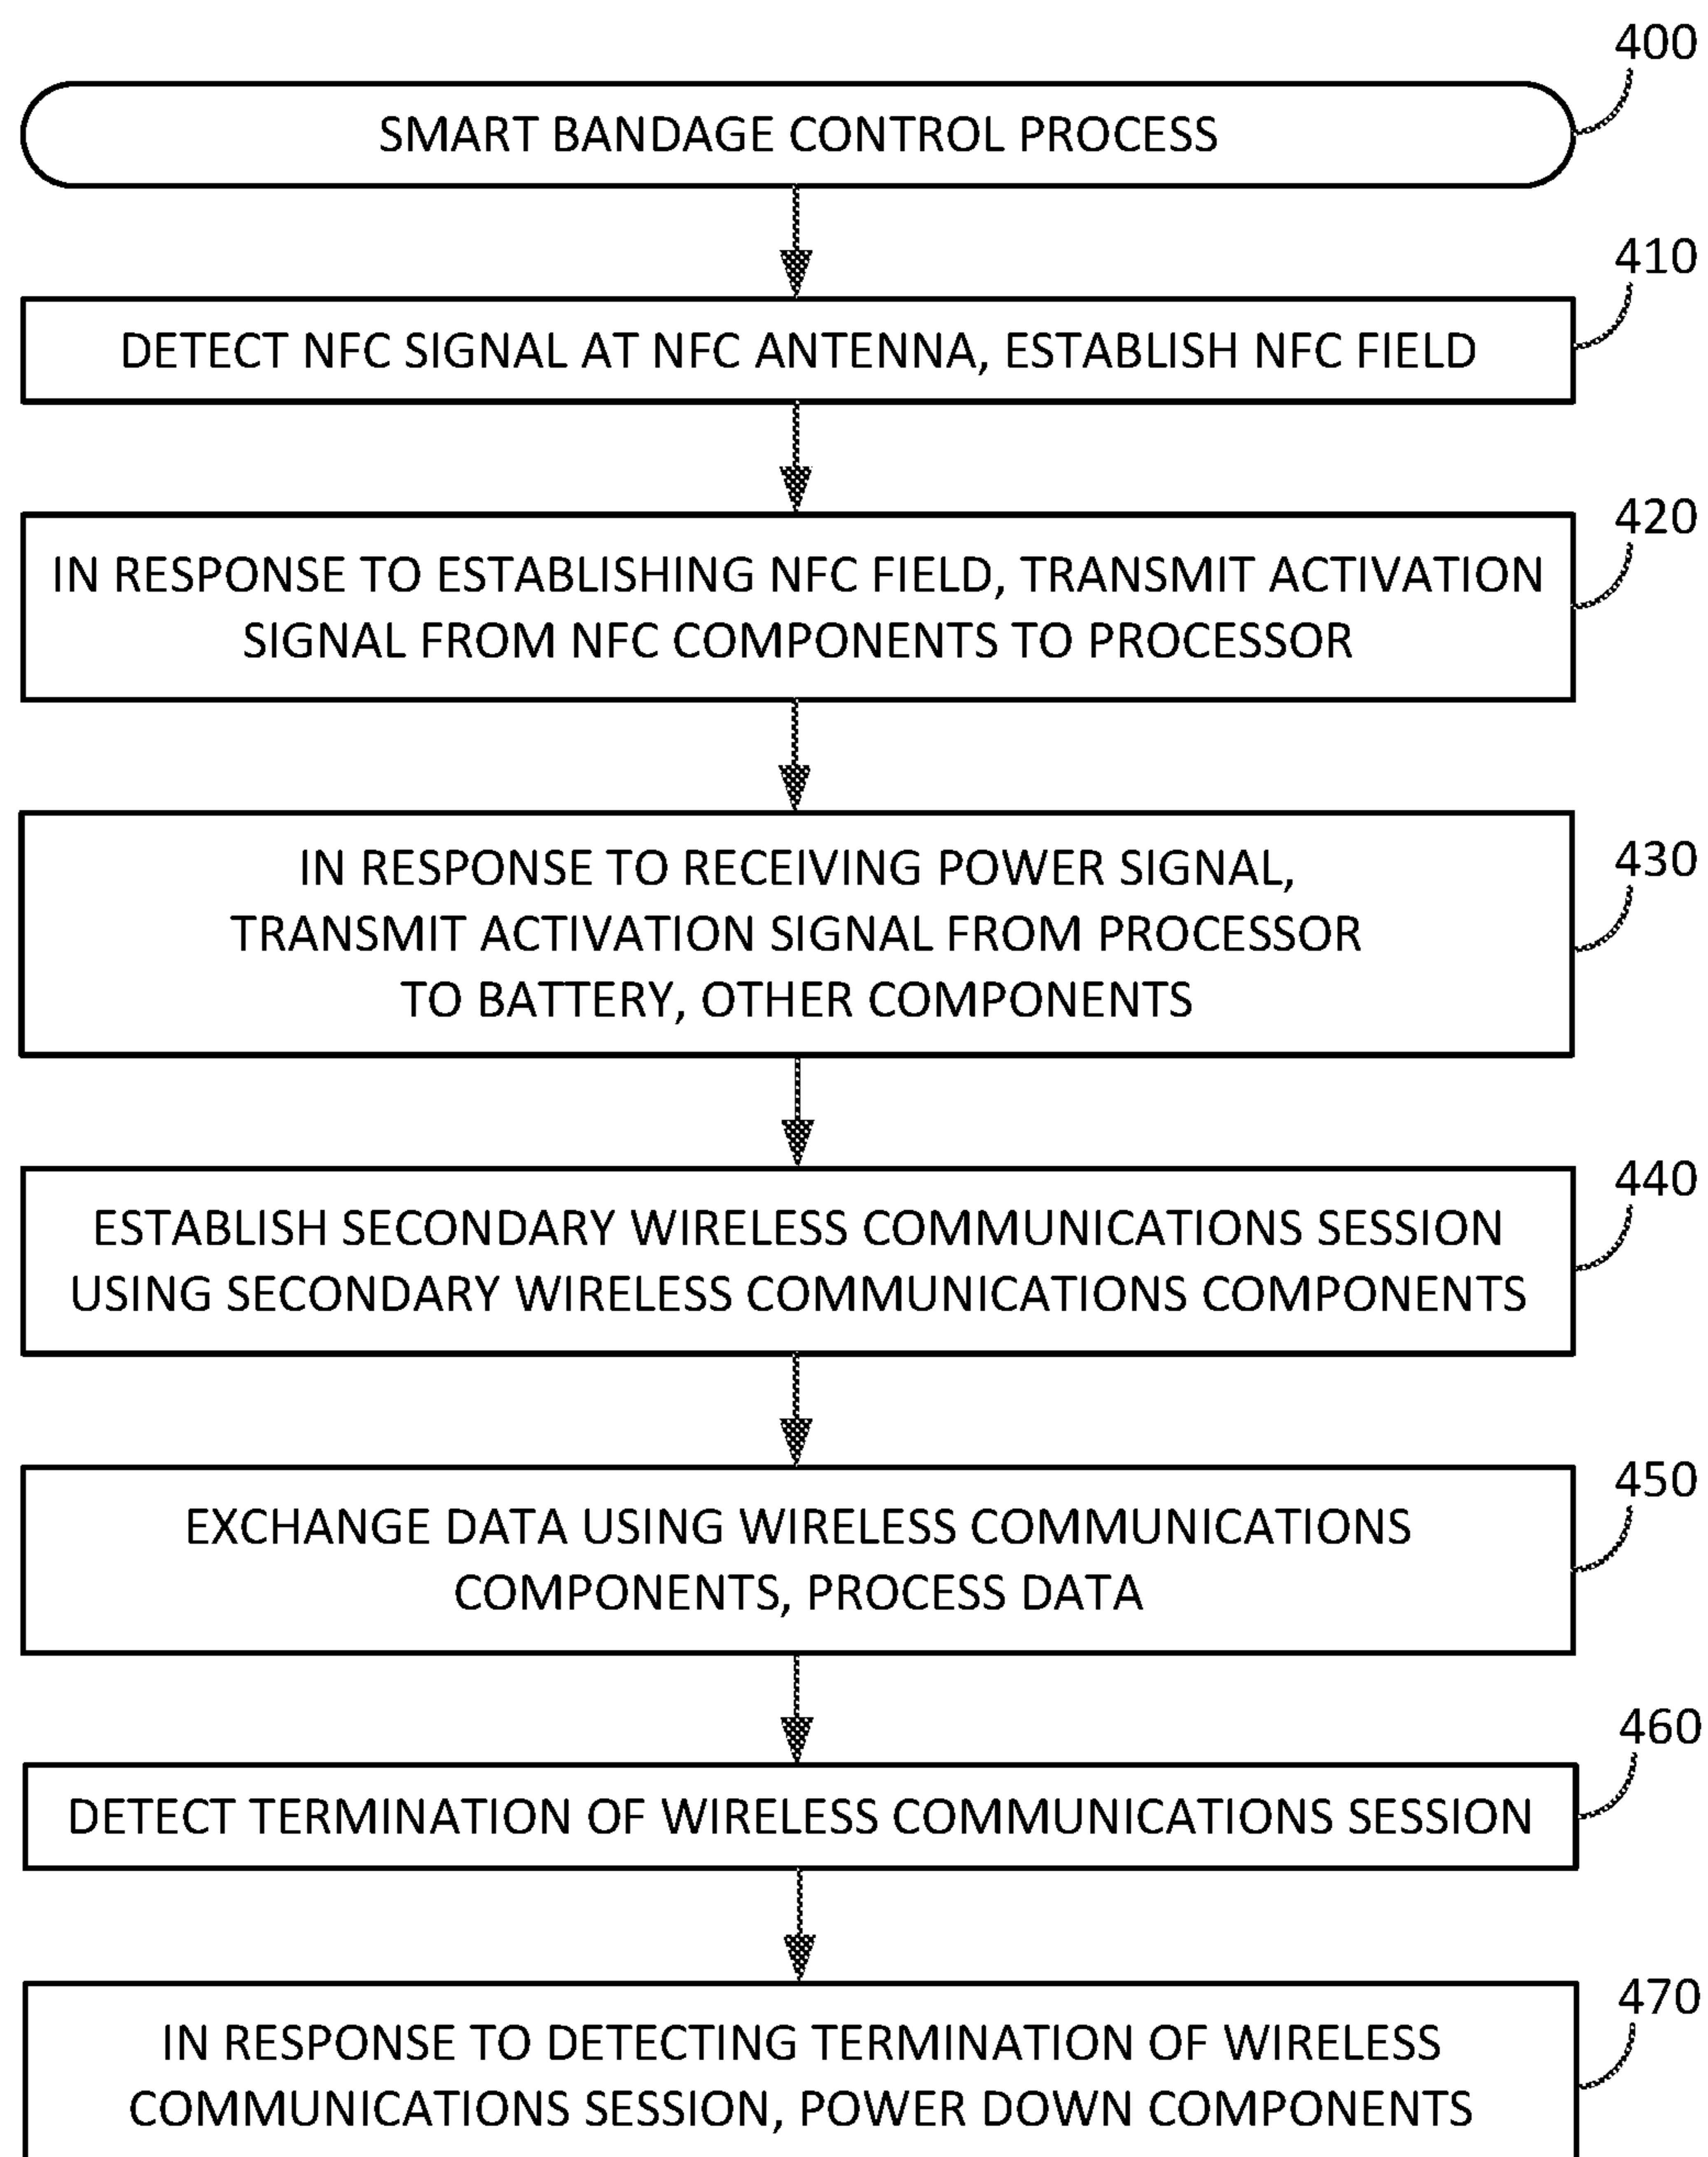 400
SMART BANDAGE CONTROL PROCESS
410
DETECT NFC SIGNAL AT NFC ANTENNA, ESTABLISH NFC FIELD
420
IN RESPONSE TO ESTABLISHING NFC FIELD, TRANSMIT ACTIVATION
SIGNAL FROM NFC COMPONENTS TO PROCESSOR
430
IN RESPONSE TO RECEIVING POWER SIGNAL,
TRANSMIT ACTIVATION SIGNAL FROM PROCESSOR
TO BATTERY, OTHER COMPONENTS
440
ESTABLISH SECONDARY WIRELESS COMMUNICATIONS SESSION
USING SECONDARY WIRELESS COMMUNICATIONS COMPONENTS
450
EXCHANGE DATA USING WIRELESS COMMUNICATIONS
COMPONENTS, PROCESS DATA
460
DETECT TERMINATION OF WIRELESS COMMUNICATIONS SESSION
470
IN RESPONSE TO DETECTING TERMINATION OF WIRELESS
COMMUNICATIONS SESSION, POWER DOWN COMPONENTS